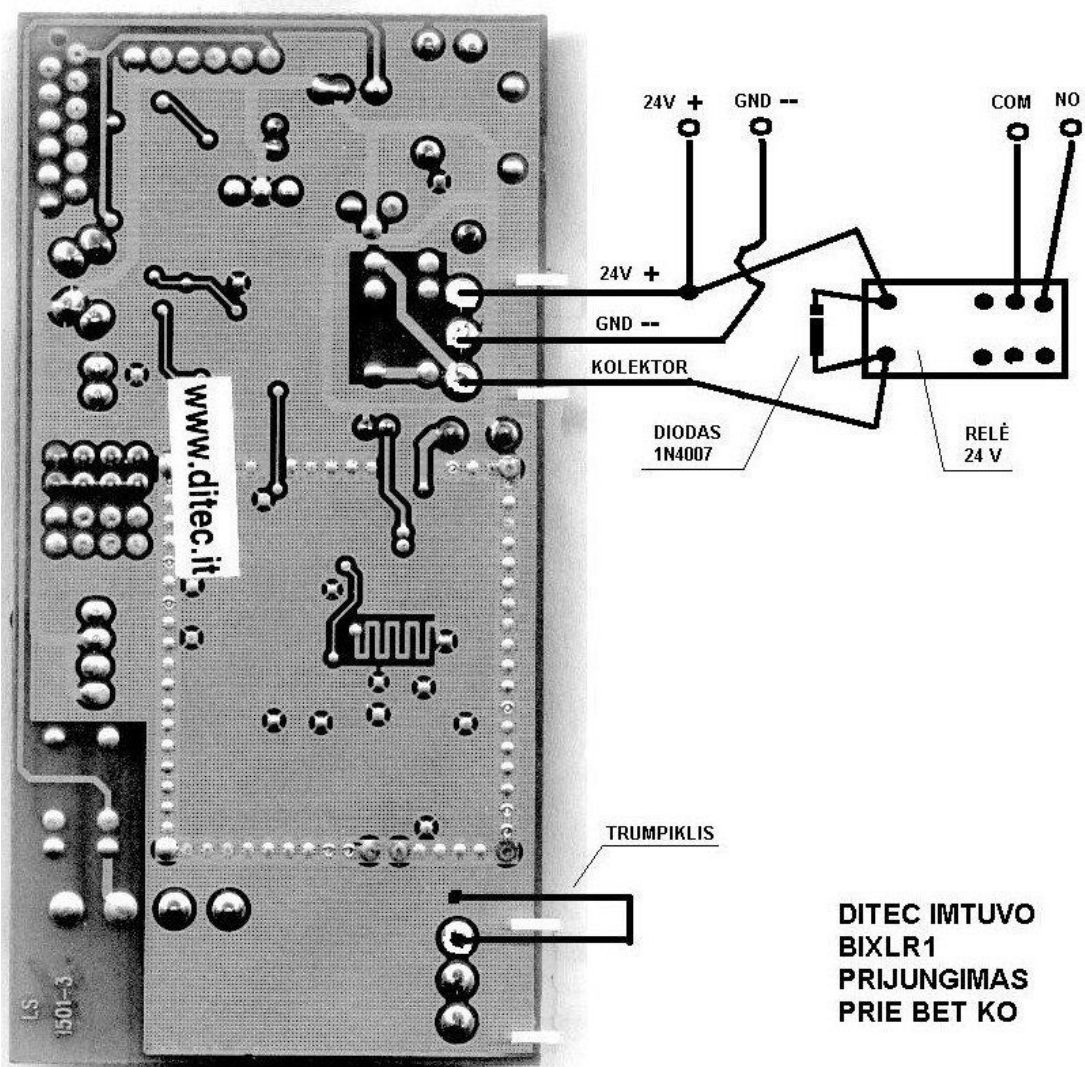 24V +
GND --
COM
NO
24V +
GND --
KOLEKTOR
DIODAS
1N4007
RELĖ
24 V
www.ditec.it
TRUMPIKLIS
DITEC IMTUVO
BIXLR1
PRIJUNGIMAS
PRIE BET KO
LS
1501-3